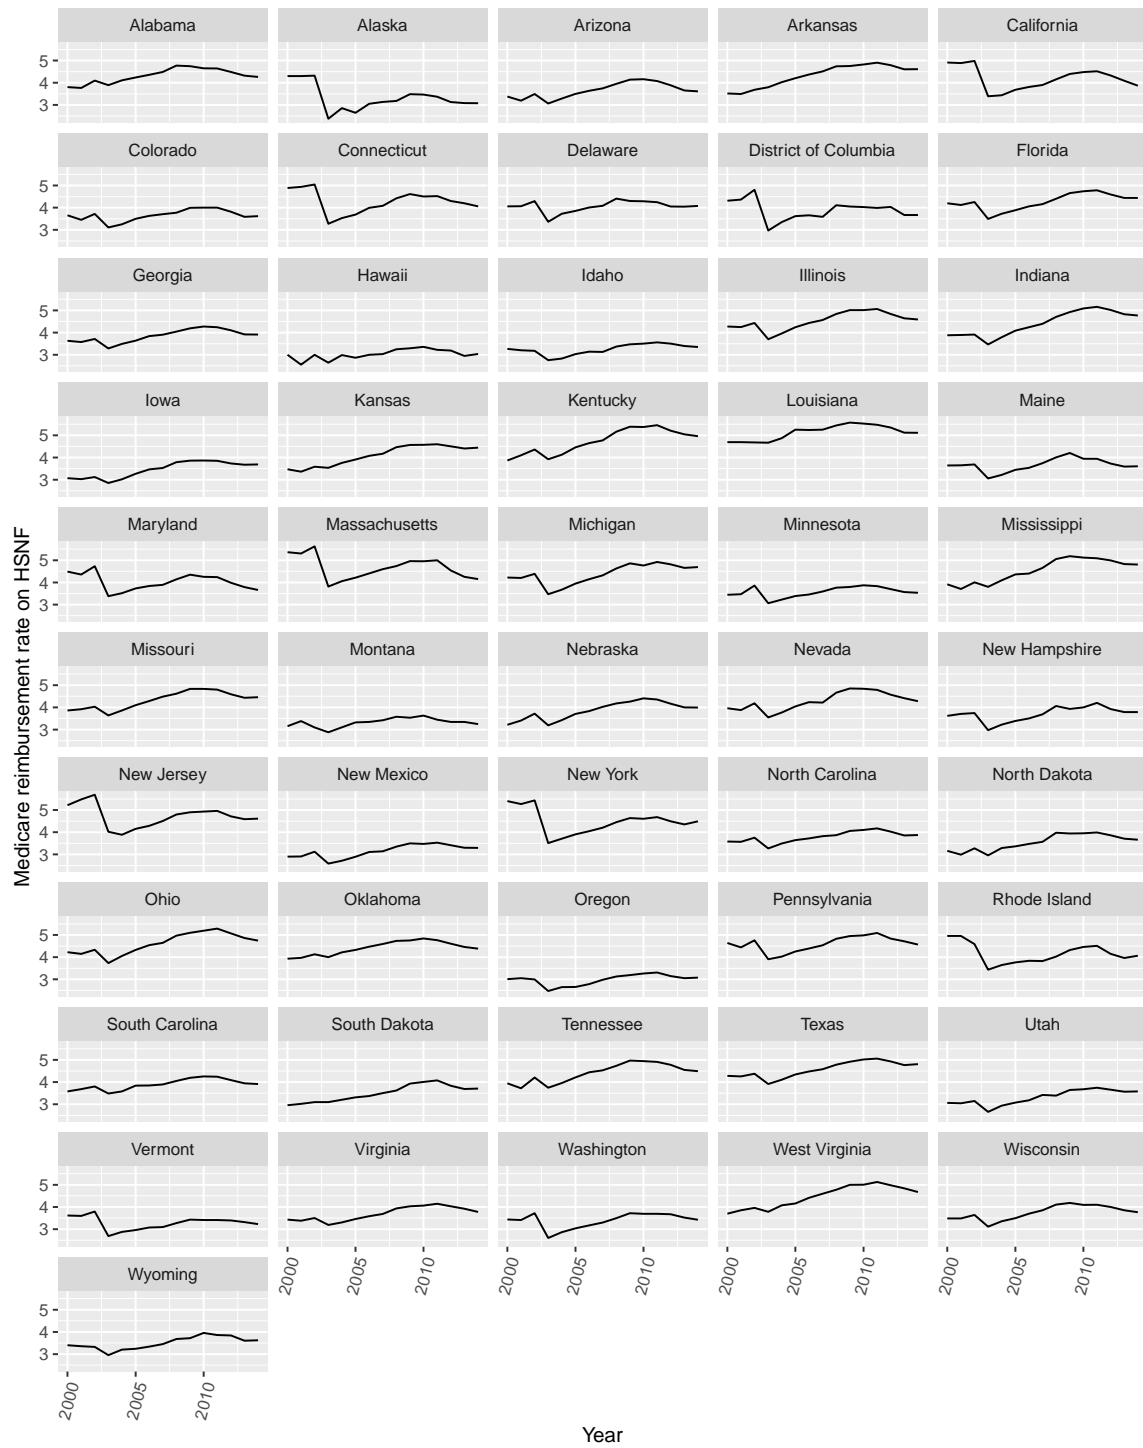 Alabama Alaska Arizona Arkansas California
5
4
3
Colorado Connecticut Delaware District of Columbia Florida
5
4
3
Georgia Hawaii Idaho Illinois Indiana
5
4
3
Iowa Kansas Kentucky Louisiana Maine
5
4
3
Maryland Massachusetts Michigan Minnesota Mississippi
5
4
3
Missouri Montana Nebraska Nevada New Hampshire
5
4
3
New Jersey New Mexico New York North Carolina North Dakota
5
4
3
Ohio Oklahoma Oregon Pennsylvania Rhode Island
5
4
3
South Carolina South Dakota Tennessee Texas Utah
5
4
3
Vermont Virginia Washington West Virginia Wisconsin
5
4
3
2000 2005 2010 2000 2005 2010 2000 2005 2010 2000 2005 2010
Wyoming
5
4
3
2000 2005 2010
Year
Medicare reimbursement rate on HSNF